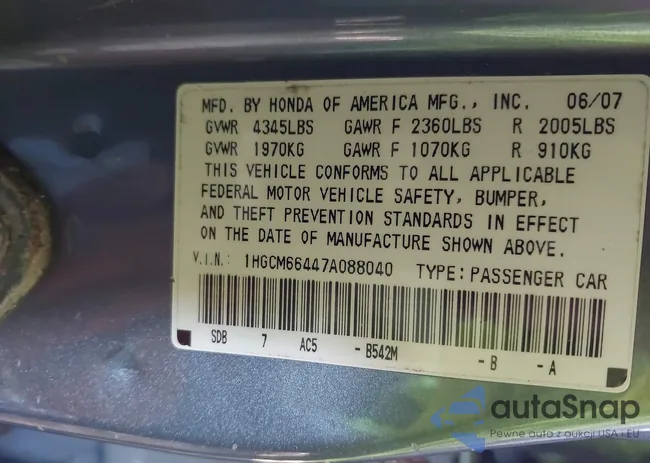 MFD. BY HONDA OF AMERICA MFG., INC. 06/07
GVWR 4345LBS GAWR F 2360LBS R 2005LBS
GVWR 1970KG GAWR F 1070KG R 910KG
THIS VEHICLE CONFORMS TO ALL APPLICABLE
FEDERAL MOTOR VEHICLE SAFETY, BUMPER,
AND THEFT PREVENTION STANDARDS IN EFFECT
ON THE DATE OF MANUFACTURE SHOWN ABOVE.
V.I.N.: 1HGCM66447A088040 TYPE: PASSENGER CAR
SDB 7 AC5 - B542M - B - A
autaSnap
Pewne auta z aukcji USA i EU